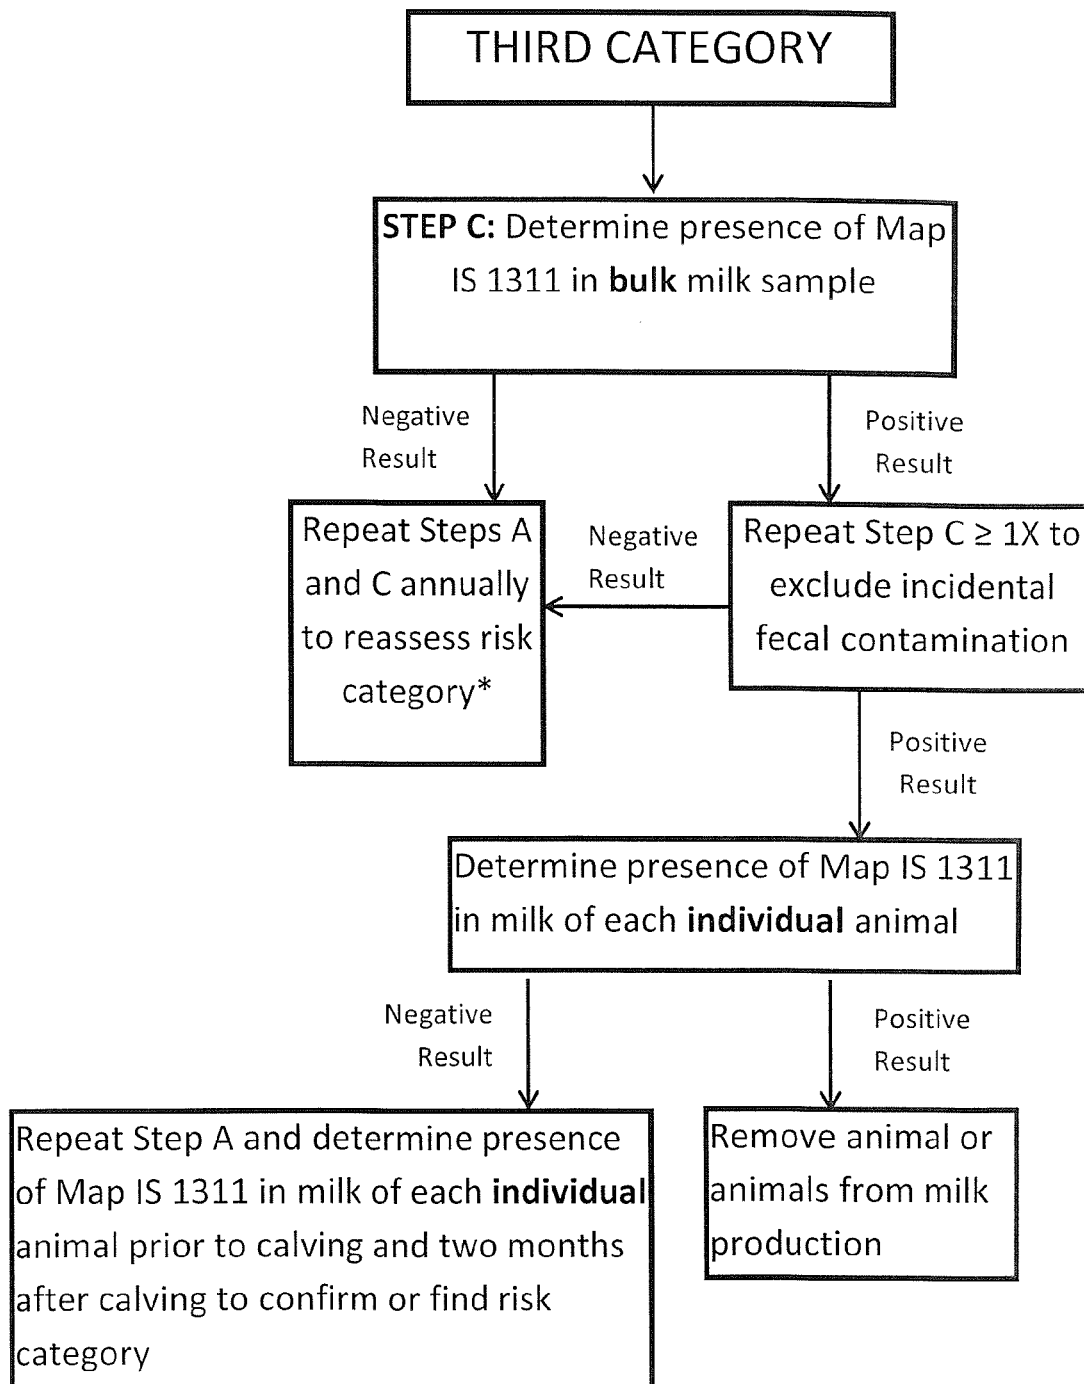 THIRD CATEGORY
STEP C: Determine presence of Map
IS 1311 in bulk milk sample
Negative
Result
Positive
Result
Repeat Steps A
and C annually
to reassess risk
category*
Negative
Result
Repeat Step C ≥ 1X to
exclude incidental
fecal contamination
Positive
Result
Determine presence of Map IS 1311
in milk of each individual animal
Negative
Result
Positive
Result
Repeat Step A and determine presence
of Map IS 1311 in milk of each individual
animal prior to calving and two months
after calving to confirm or find risk
category
Remove animal or
animals from milk
production